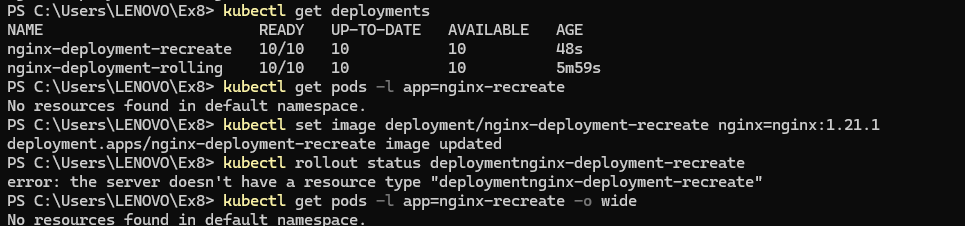 PS C:\Users\LENOVO\Ex8> kubectl get deployments
NAME                        READY   UP-TO-DATE   AVAILABLE   AGE
nginx-deployment-recreate   10/10   10           10          48s
nginx-deployment-rolling    10/10   10           10          5m59s
PS C:\Users\LENOVO\Ex8> kubectl get pods -l app=nginx-recreate
No resources found in default namespace.
PS C:\Users\LENOVO\Ex8> kubectl set image deployment/nginx-deployment-recreate nginx=nginx:1.21.1
deployment.apps/nginx-deployment-recreate image updated
PS C:\Users\LENOVO\Ex8> kubectl rollout status deploymentnginx-deployment-recreate
error: the server doesn't have a resource type "deploymentnginx-deployment-recreate"
PS C:\Users\LENOVO\Ex8> kubectl get pods -l app=nginx-recreate -o wide
No resources found in default namespace.